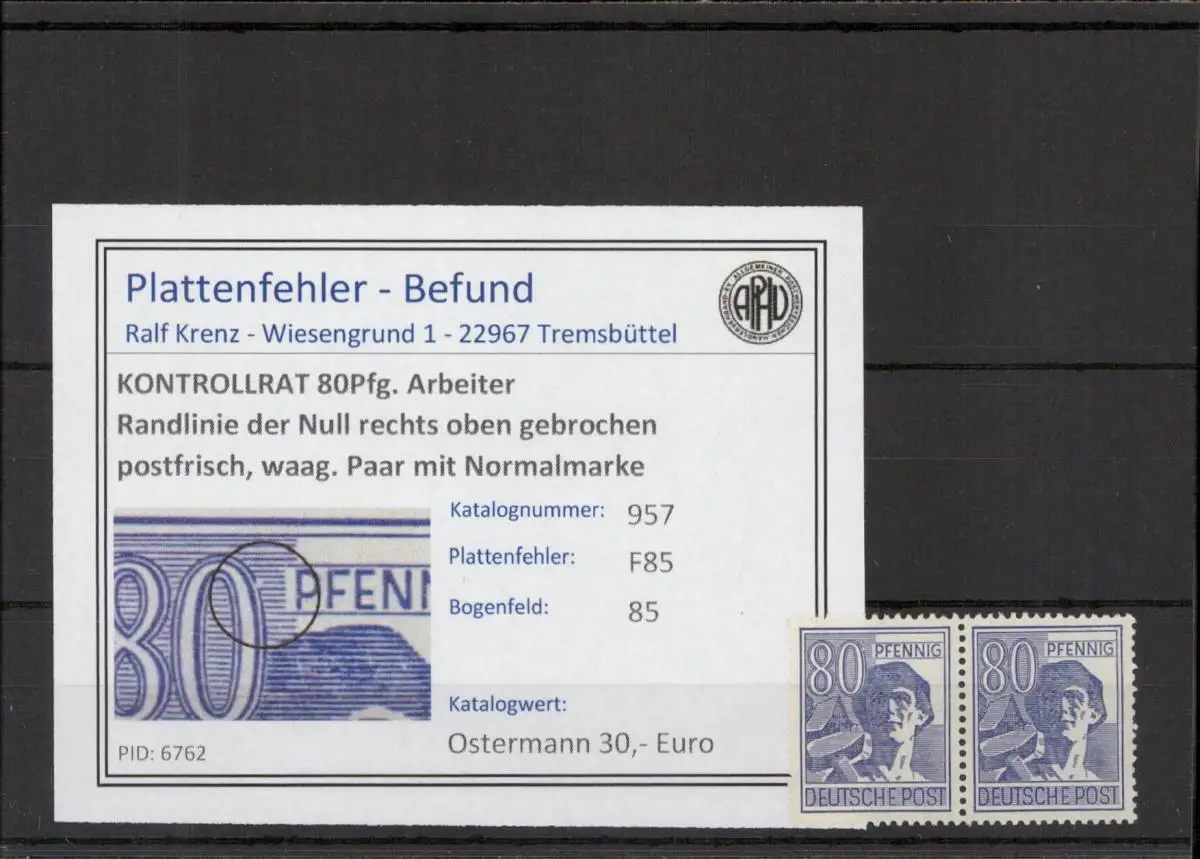 Plattenfehler - Befund
Ralf Krenz - Wiesengrund 1 - 22967 Tremsbüttel
APHV
KONTROLLRAT 80Pfg. Arbeiter
Randlinie der Null rechts oben gebrochen
postfrisch, waag. Paar mit Normalmarke
80 PFENN
Katalognummer: 957
Plattenfehler: F85
Bogenfeld: 85
Katalogwert:
Ostermann 30,- Euro
PID: 6762
80 PFENNIG
DEUTSCHE POST
80 PFENNIG
DEUTSCHE POST